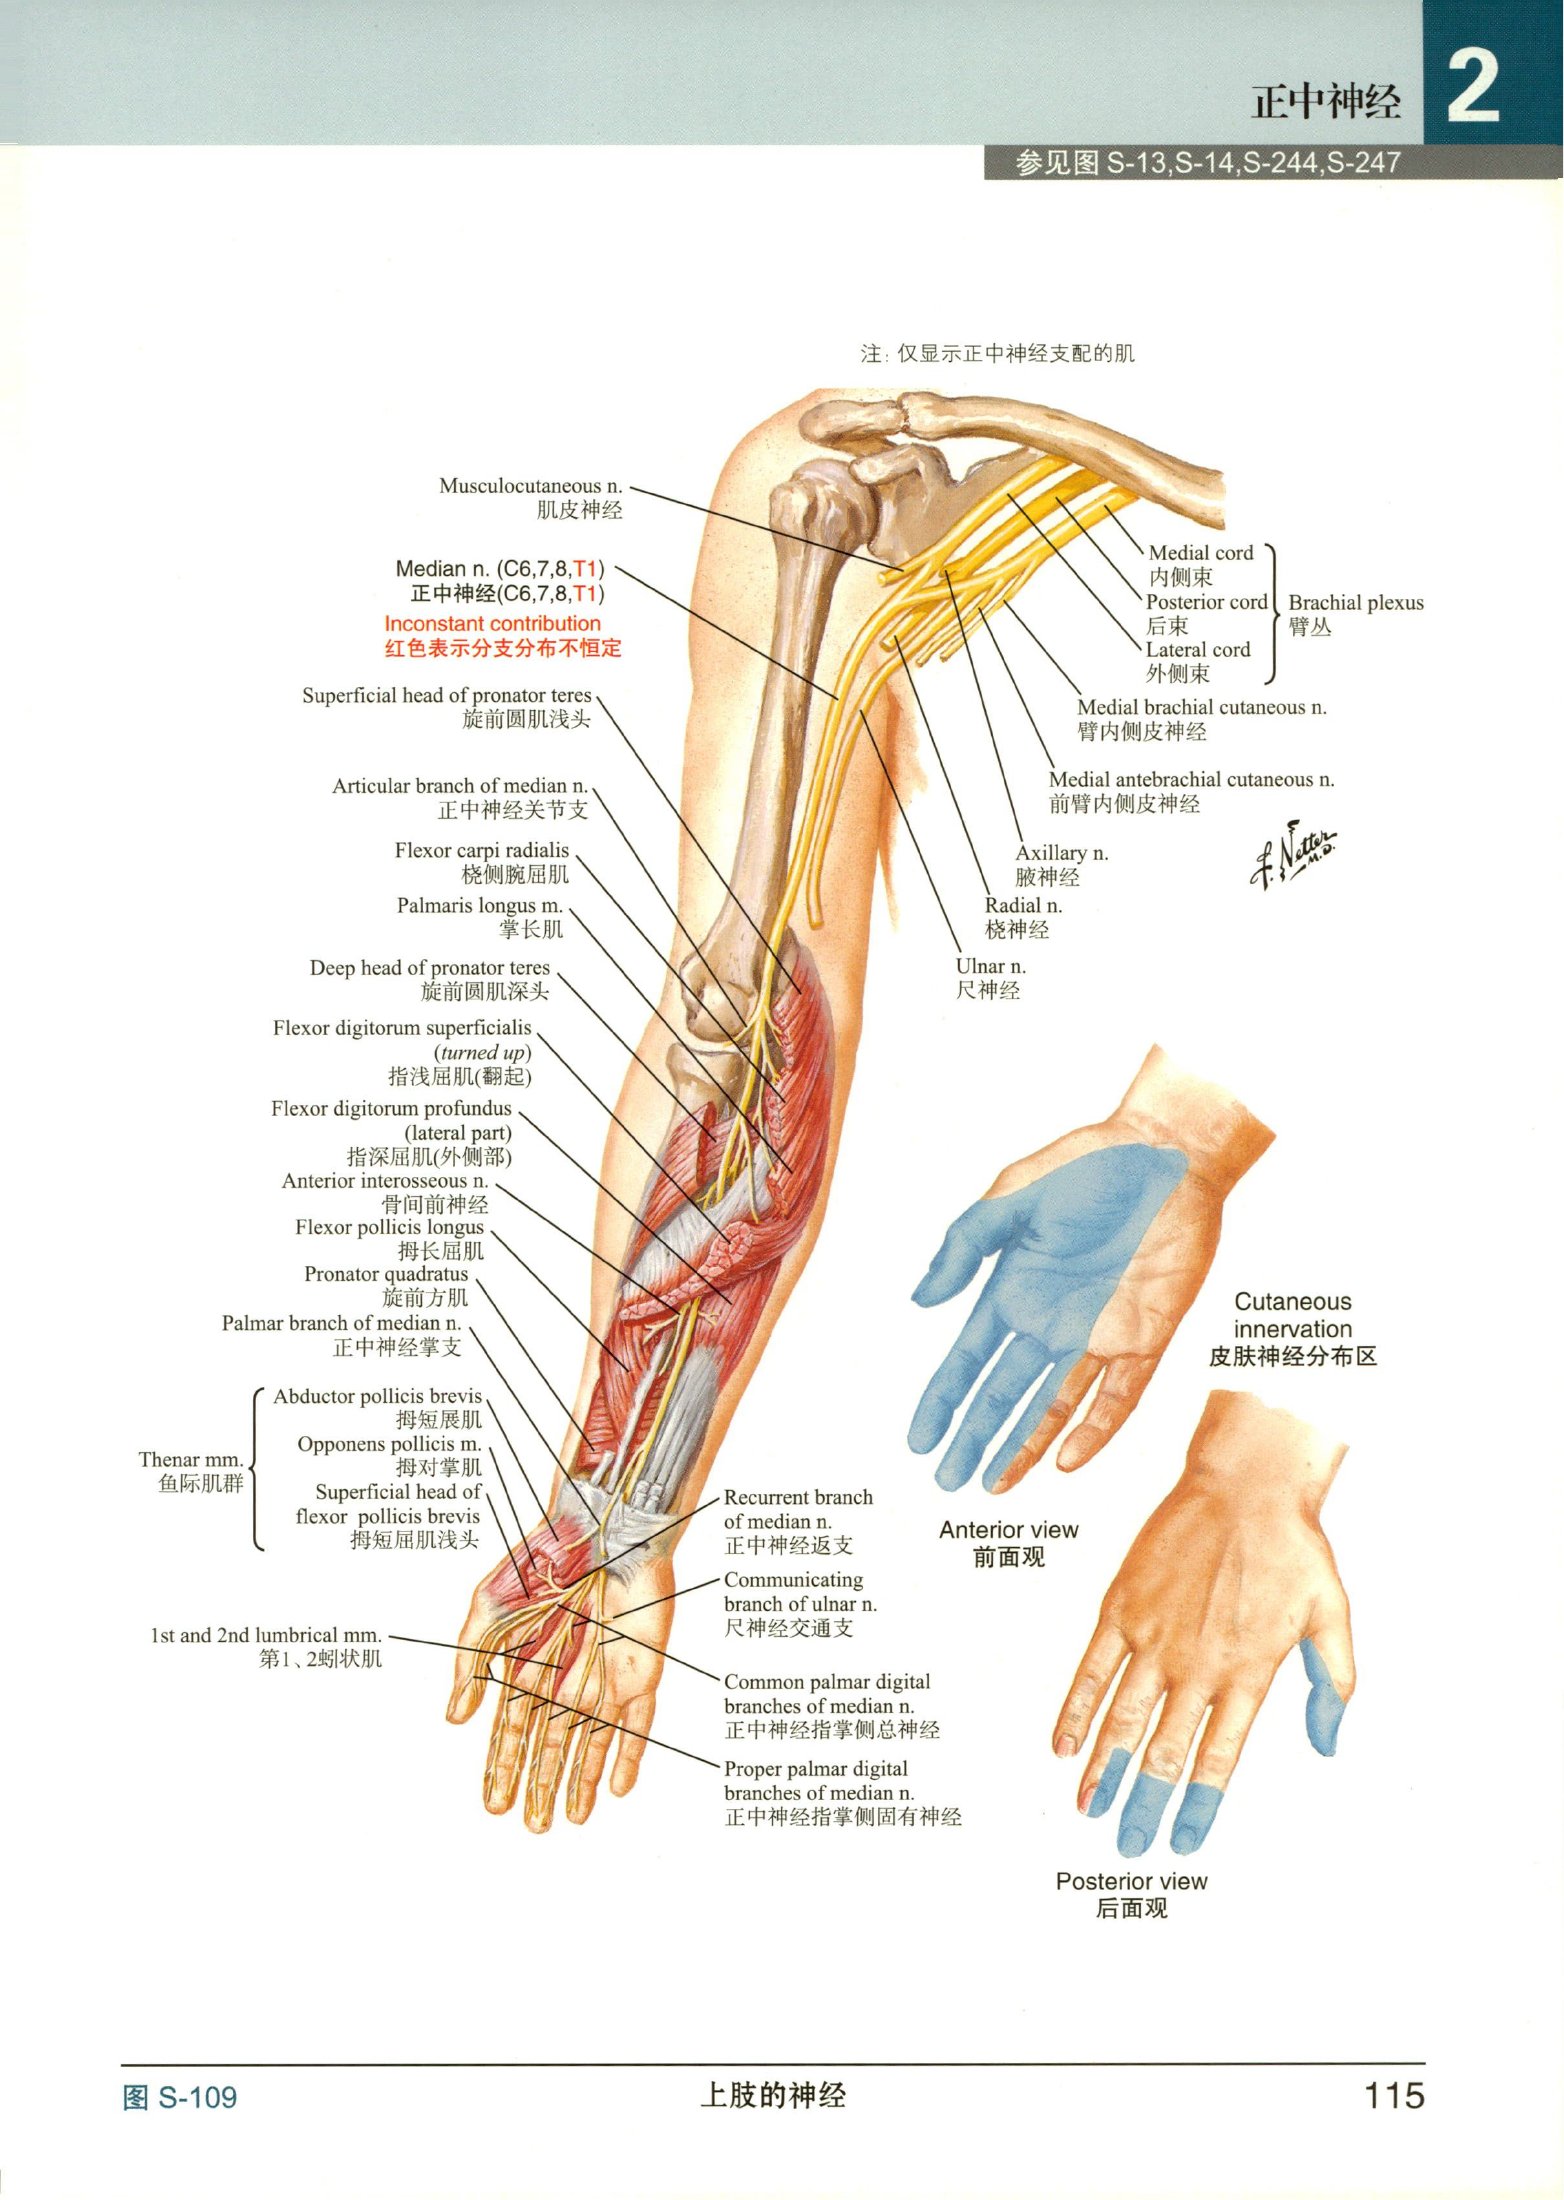 正中神经
2
参见图 S-13,S-14,S-244,S-247
注: 仅显示正中神经支配的肌
Musculocutaneous n.
肌皮神经
Median n. (C6,7,8,T1)
正中神经(C6,7,8,T1)
Inconstant contribution
红色表示分支分布不恒定
Superficial head of pronator teres
旋前圆肌浅头
Articular branch of median n.
正中神经关节支
Flexor carpi radialis
桡侧腕屈肌
Palmaris longus m.
掌长肌
Deep head of pronator teres
旋前圆肌深头
Flexor digitorum superficialis
(turned up)
指浅屈肌(翻起)
Flexor digitorum profundus
(lateral part)
指深屈肌(外侧部)
Anterior interosseous n.
骨间前神经
Flexor pollicis longus
拇长屈肌
Pronator quadratus
旋前方肌
Palmar branch of median n.
正中神经掌支
Thenar mm.
鱼际肌群
Abductor pollicis brevis
拇短展肌
Opponens pollicis m.
拇对掌肌
Superficial head of
flexor pollicis brevis
拇短屈肌浅头
1st and 2nd lumbrical mm.
第1、2蚓状肌
Medial cord
内侧束
Posterior cord
后束
Lateral cord
外侧束
Brachial plexus
臂丛
Medial brachial cutaneous n.
臂内侧皮神经
Medial antebrachial cutaneous n.
前臂内侧皮神经
Axillary n.
腋神经
Radial n.
桡神经
Ulnar n.
尺神经
F. Netter
M.D.
Recurrent branch
of median n.
正中神经返支
Communicating
branch of ulnar n.
尺神经交通支
Common palmar digital
branches of median n.
正中神经指掌侧总神经
Proper palmar digital
branches of median n.
正中神经指掌侧固有神经
Cutaneous
innervation
皮肤神经分布区
Anterior view
前面观
Posterior view
后面观
图 S-109
上肢的神经
115